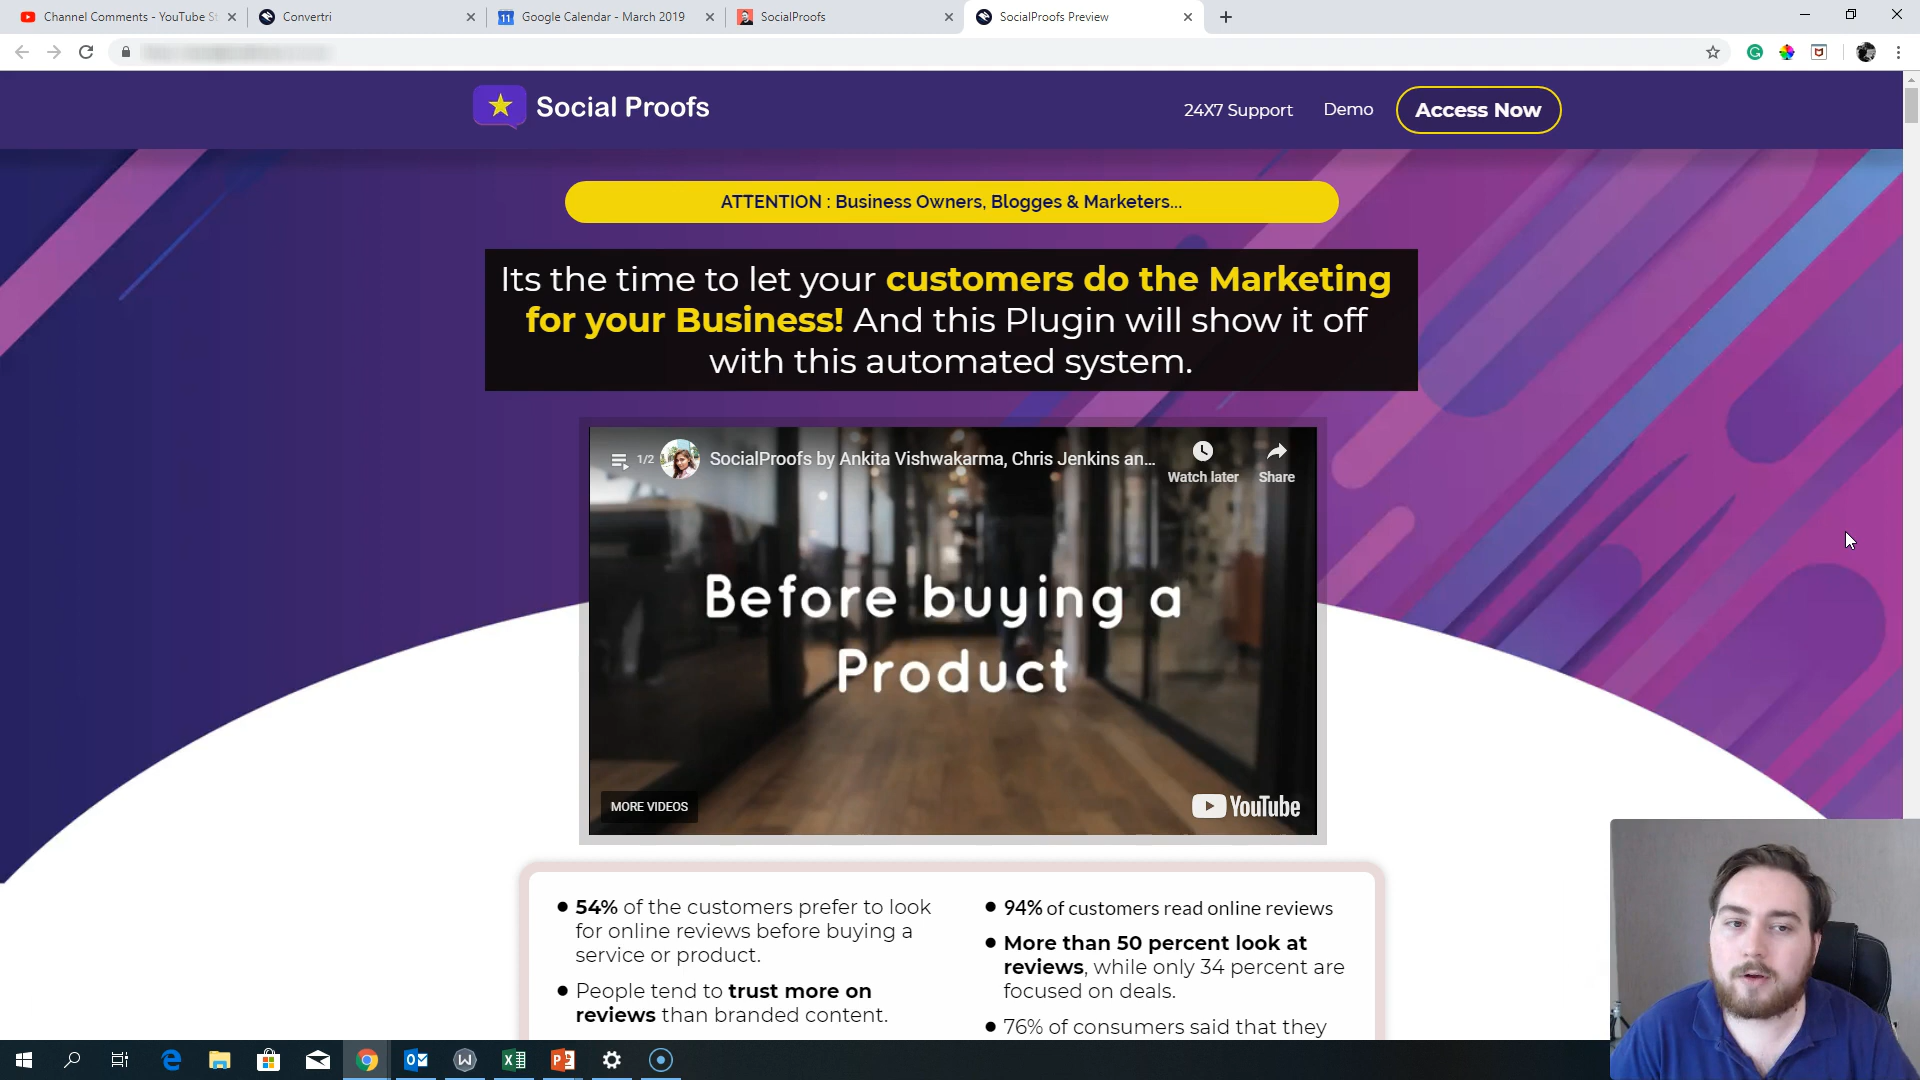 Channel Comments - YouTube St
Convertri
Google Calendar - March 2019
SocialProofs
SocialProofs Preview
Social Proofs
24X7 Support
Demo
Access Now
ATTENTION : Business Owners, Blogges & Marketers...
Its the time to let your customers do the Marketing
for your Business! And this Plugin will show it off
with this automated system.
1/2
SocialProofs by Ankita Vishwakarma, Chris Jenkins an...
Watch later
Share
Before buying a
Product
MORE VIDEOS
YouTube
54% of the customers prefer to look
for online reviews before buying a
service or product.
People tend to trust more on
reviews than branded content.
94% of customers read online reviews
More than 50 percent look at
reviews, while only 34 percent are
focused on deals.
76% of consumers said that they